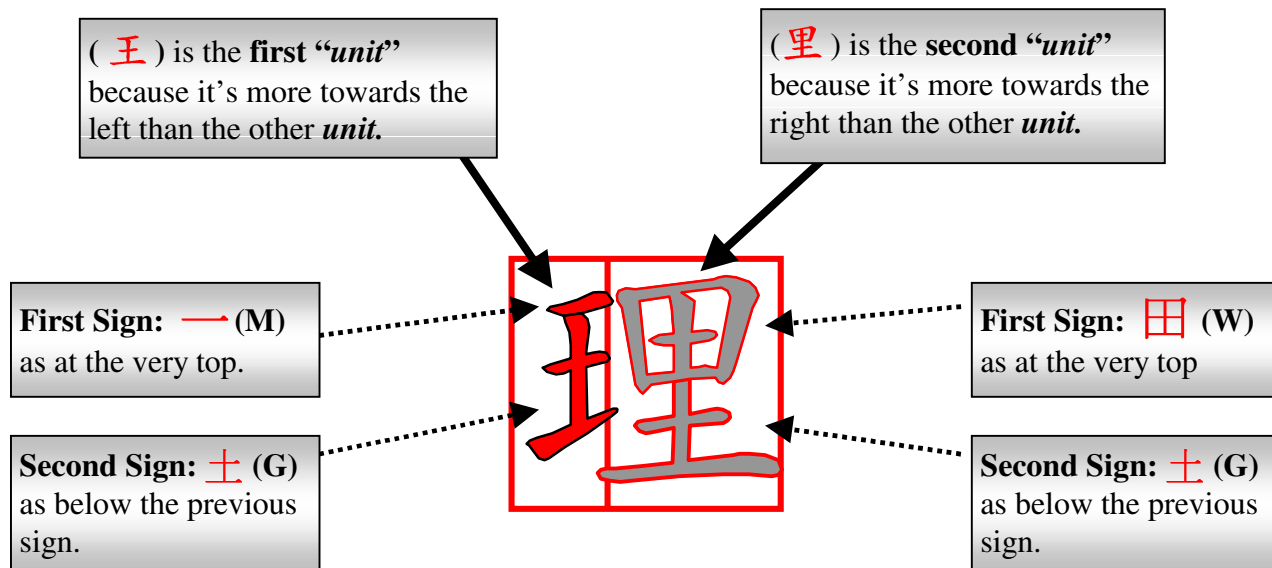 ( 王 ) is the first “unit”
because it’s more towards the
left than the other unit.
(里 ) is the second “unit”
because it’s more towards the
right than the other unit.
First Sign: 一 (M)
as at the very top.
Second Sign: 土 (G)
as below the previous
sign.
理
First Sign: 田 (W)
as at the very top
Second Sign: 土 (G)
as below the previous
sign.